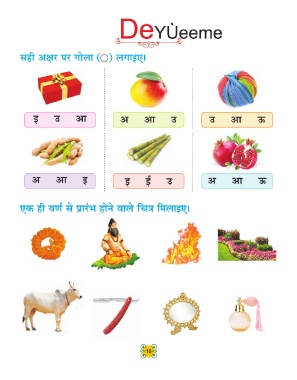 DeYÙeeme
सही अक्षर पर गोला (○) लगाइए।
इ उ आ
अ आ उ
उ आ ऊ
अ आ इ
इ ई उ
अ आ ऊ
एक ही वर्ण से प्रारंभ होने वाले चित्र मिलाइए।
10